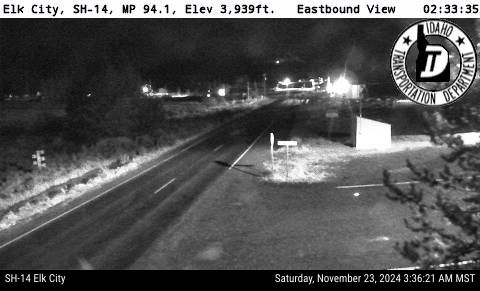 Elk City, SH-14, MP 94.1, Elev 3,939ft. Eastbound View 02:33:35
IDAHO
TRANSPORTATION DEPARTMENT
SH-14 Elk City Saturday, November 23, 2024 3:36:21 AM MST